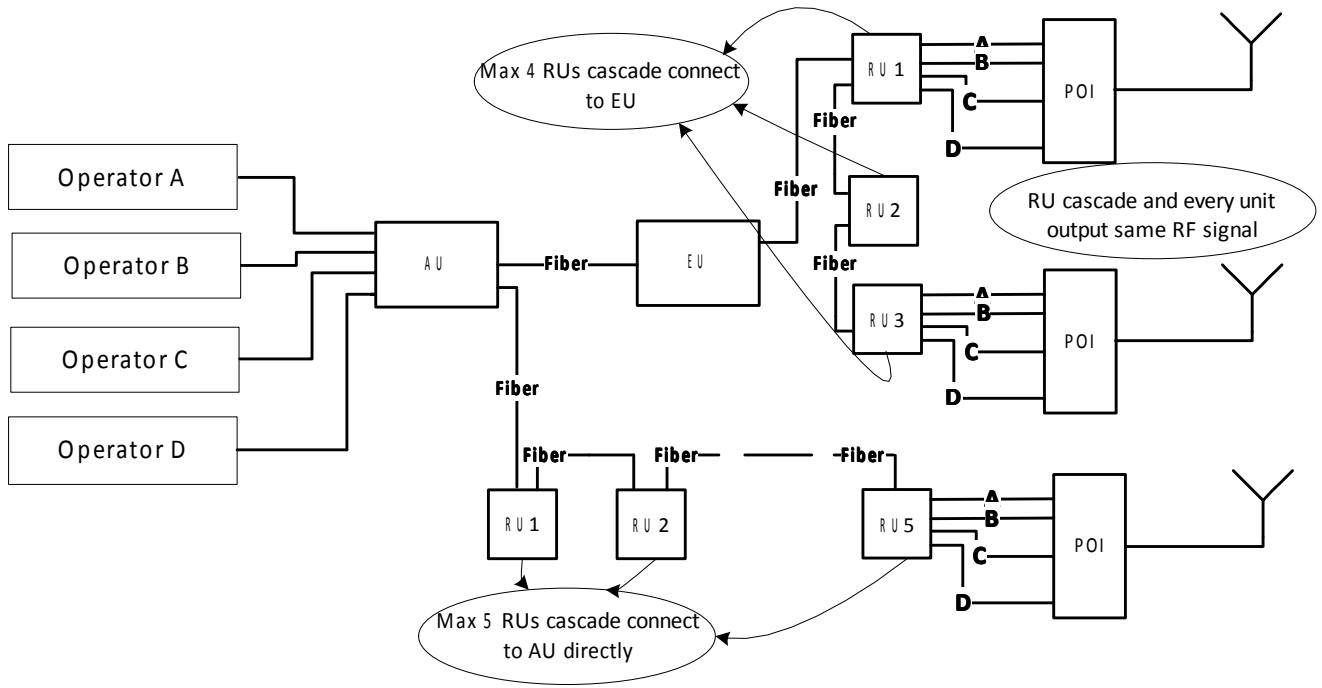 Max 4 RUs cascade connect
to EU
RU 1
A
B
C
D
POI
Fiber
Fiber
RU 2
RU cascade and every unit
output same RF signal
Operator A
Operator B
Operator C
Operator D
AU
Fiber
EU
Fiber
RU 3
A
B
C
D
POI
Fiber
Fiber
Fiber
Fiber
RU 1
RU 2
RU 5
A
B
C
D
POI
Max 5 RUs cascade connect
to AU directly